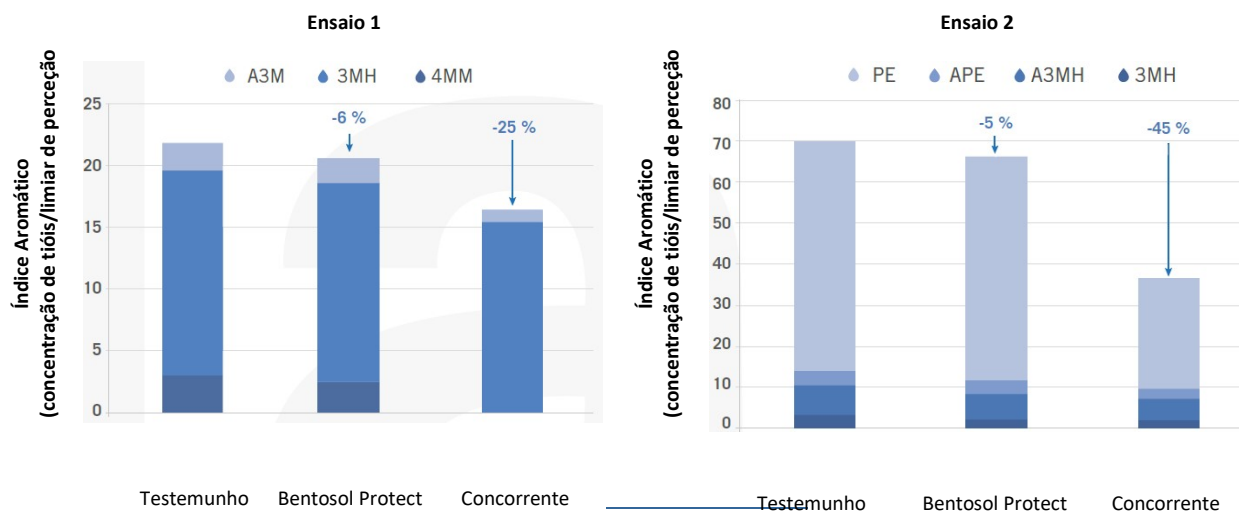 Ensaio 1
Índice Aromático
(concentração de tióis/limiar de perceção
A3M 3MH 4MM
25
20
15
10
5
0
-6 %
-25 %
Testemunho Bentosol Protect Concorrente
Ensaio 2
Índice Aromático
(concentração de tióis/limiar de perceção
PE APE A3MH 3MH
80
70
60
50
40
30
20
10
0
-5 %
-45 %
Testemunho Bentosol Protect Concorrente